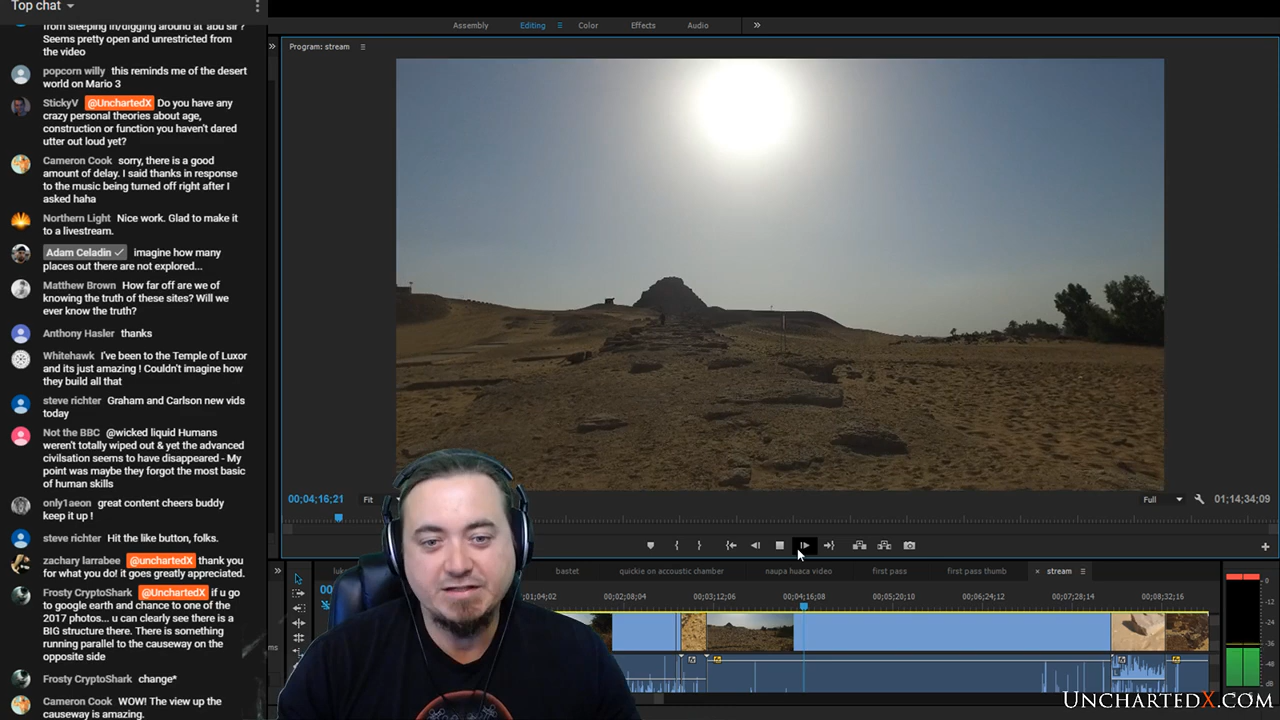 Top chat
from sleeping in/digging around at abu sir ?
Seems pretty open and unrestricted from
the video
popcorn willy this reminds me of the desert
world on Mario 3
StickyV @UnchartedX Do you have any
crazy personal theories about age,
construction or function you haven't dared
utter out loud yet?
Cameron Cook sorry, there is a good
amount of delay. I said thanks in response
to the music being turned off right after I
asked haha
Northern Light Nice work. Glad to make it
to a livestream.
Adam Celadin imagine how many
places out there are not explored...
Matthew Brown How far off are we of
knowing the truth of these sites? Will we
ever know the truth?
Anthony Hasler thanks
Whitehawk I've been to the Temple of Luxor
and its just amazing ! Couldn't imagine how
they build all that
steve richter Graham and Carlson new vids
today
Not the BBC @wicked liquid Humans
weren't totally wiped out & yet the advanced
civilsation seems to have disappeared - My
point was maybe they forgot the most basic
of human skills
only1aeon great content cheers buddy
keep it up !
steve richter Hit the like button, folks.
zachary larrabee @unchartedX thank you
for what you do! it goes greatly appreciated.
Frosty CryptoShark @UnchartedX if u go
to google earth and chance to one of the
2017 photos... u can clearly see there is a
BIG structure there. There is something
running parallel to the causeway on the
opposite side
Frosty CryptoShark change*
Cameron Cook WOW! The view up the
causeway is amazing.
Assembly Editing Color Effects Audio
Program: stream
00;04;16;21 Fit Full 01;14;34;09
bastet quickie on accoustic chamber naupa huaca video first pass first pass thumb stream
00;02;08;04 00;03;12;06 00;04;16;08 00;05;20;10 00;06;24;12 00;07;28;14 00;08;32;16
UnchartedX.com